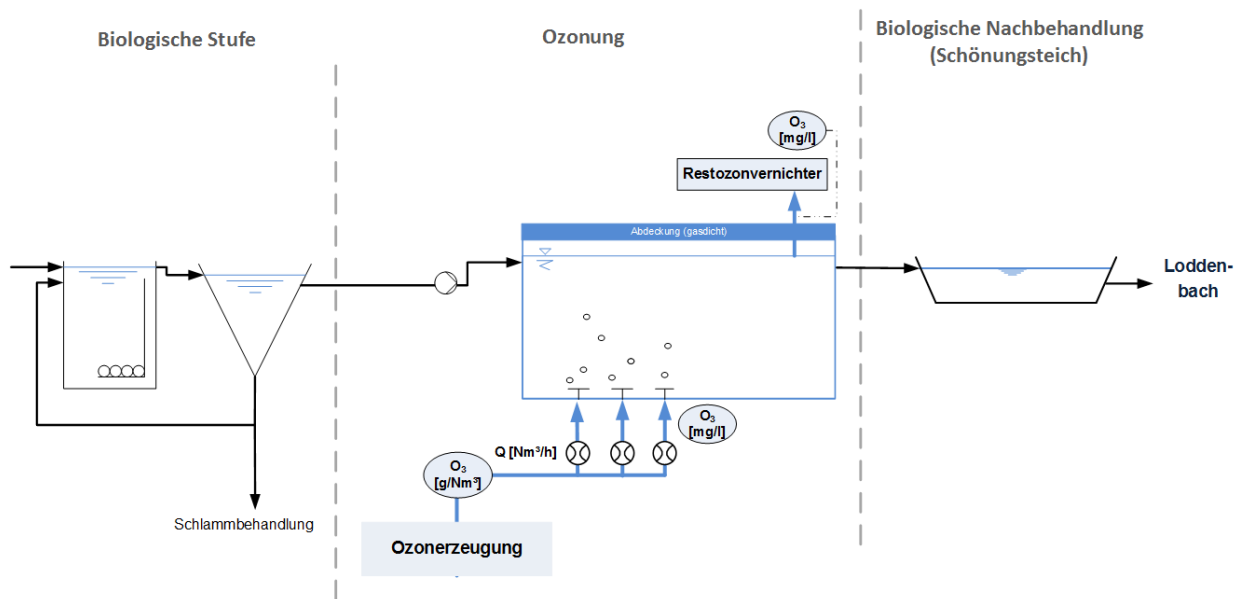 Biologische Stufe
Ozonung
Biologische Nachbehandlung
(Schönungsteich)
O₃
[mg/l]
Restozonvernichter
Abdeckung (gasdicht)
Lodden-
bach
O₃
[mg/l]
Q [Nm³/h]
O₃
[g/Nm³]
Schlammbehandlung
Ozonerzeugung